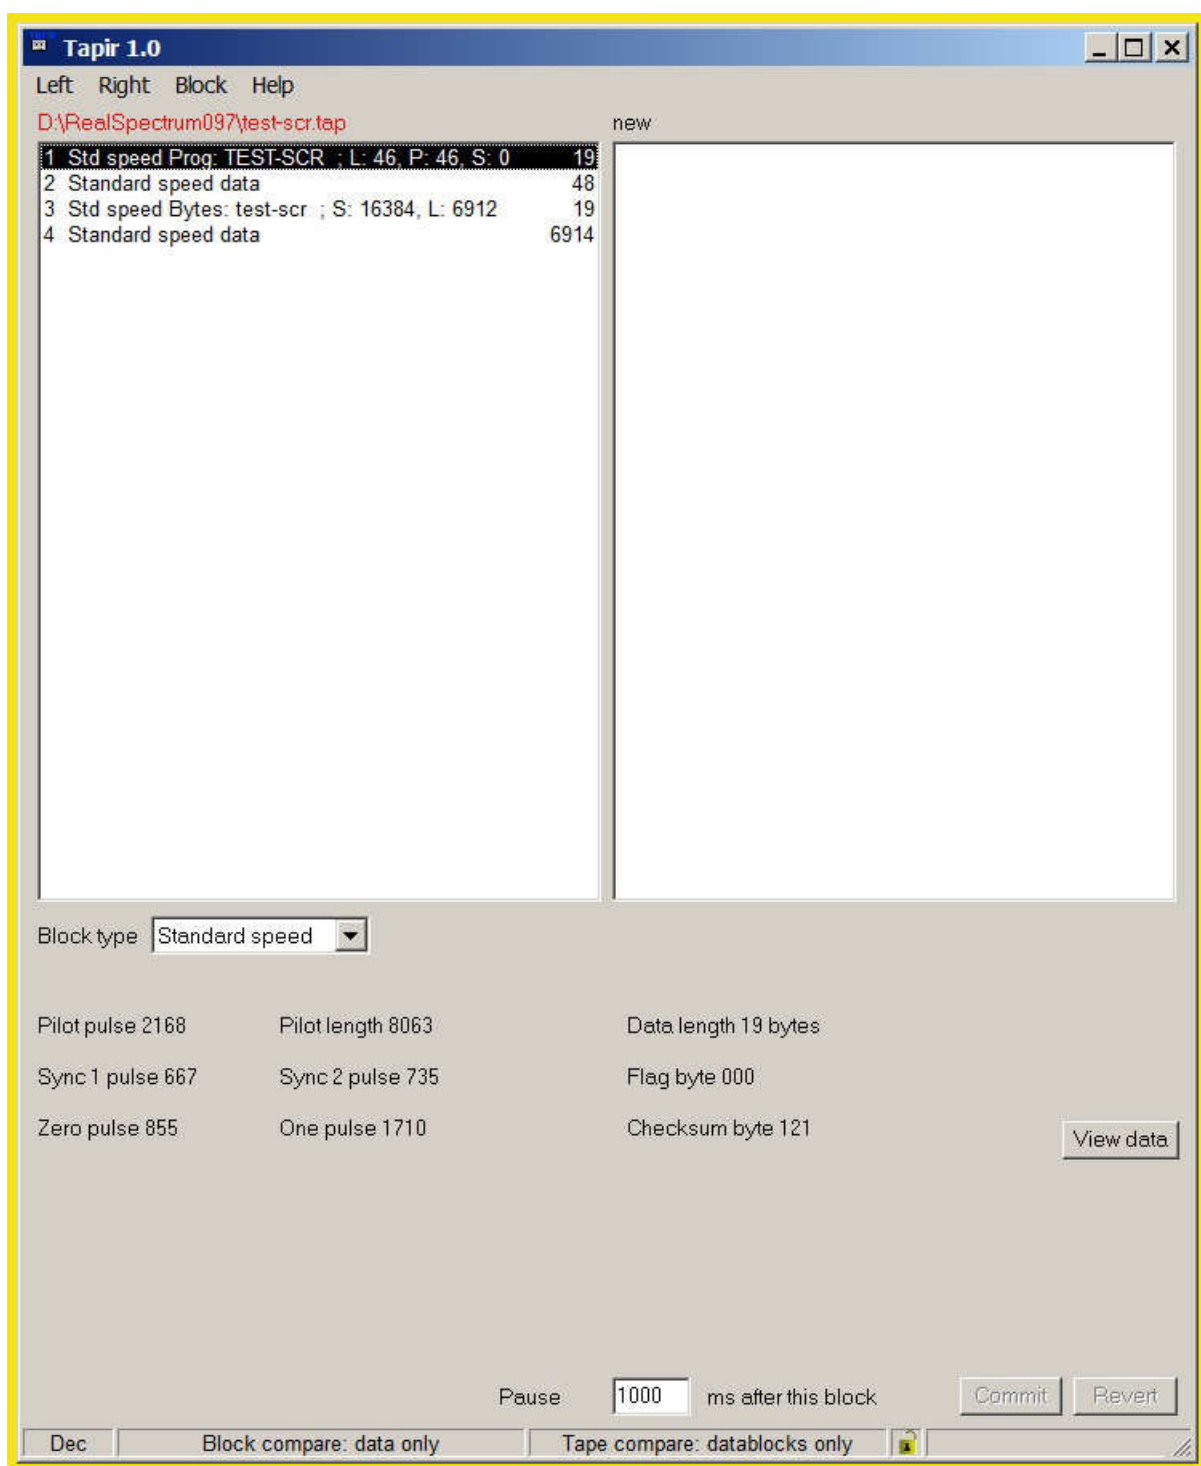 Tapir 1.0
Left Right Block Help
D:\RealSpectrum097\test-scr.tap new
1 Std speed Prog: TEST-SCR ; L: 46, P: 46, S: 0 19
2 Standard speed data 48
3 Std speed Bytes: test-scr ; S: 16384, L: 6912 19
4 Standard speed data 6914
Block type Standard speed
Pilot pulse 2168 Pilot length 8063 Data length 19 bytes
Sync 1 pulse 667 Sync 2 pulse 735 Flag byte 000
Zero pulse 855 One pulse 1710 Checksum byte 121
View data
Pause 1000 ms after this block Commit Revert
Dec Block compare: data only Tape compare: datablocks only